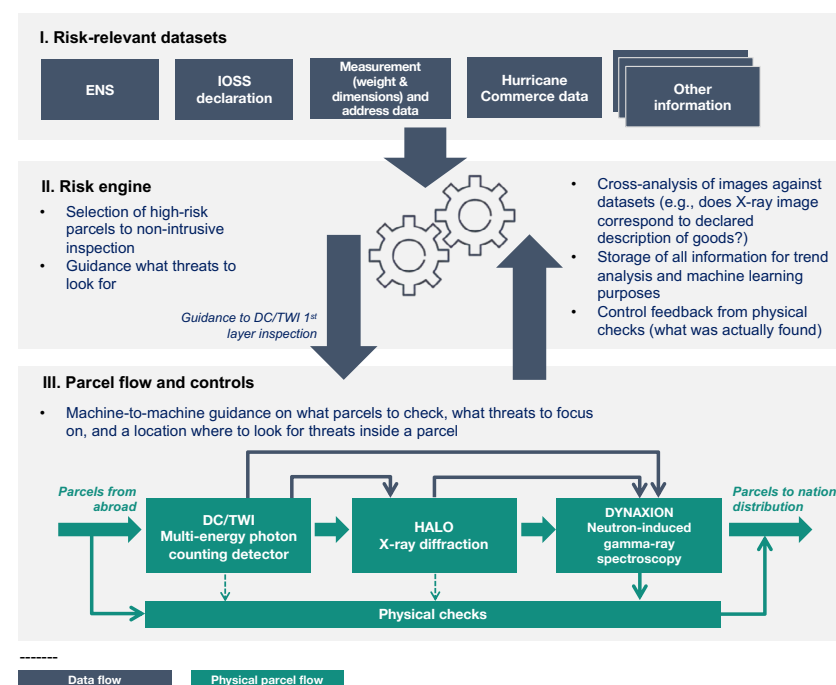 I. Risk-relevant datasets
ENS
IOSS
declaration
Measurement
(weight &
dimensions) and
address data
Hurricane
Commerce data
Other
information
II. Risk engine
• Selection of high-risk
parcels to non-intrusive
inspection
• Guidance what threats to
look for
Guidance to DC/TWI 1st
layer inspection
• Cross-analysis of images against
datasets (e.g., does X-ray image
correspond to declared
description of goods?)
• Storage of all information for trend
analysis and machine learning
purposes
• Control feedback from physical
checks (what was actually found)
III. Parcel flow and controls
• Machine-to-machine guidance on what parcels to check, what threats to focus
on, and a location where to look for threats inside a parcel
Parcels from
abroad
DC/TWI
Multi-energy photon
counting detector
HALO
X-ray diffraction
DYNAXION
Neutron-induced
gamma-ray
spectroscopy
Parcels to nation
distribution
Physical checks
-------
Data flow
Physical parcel flow